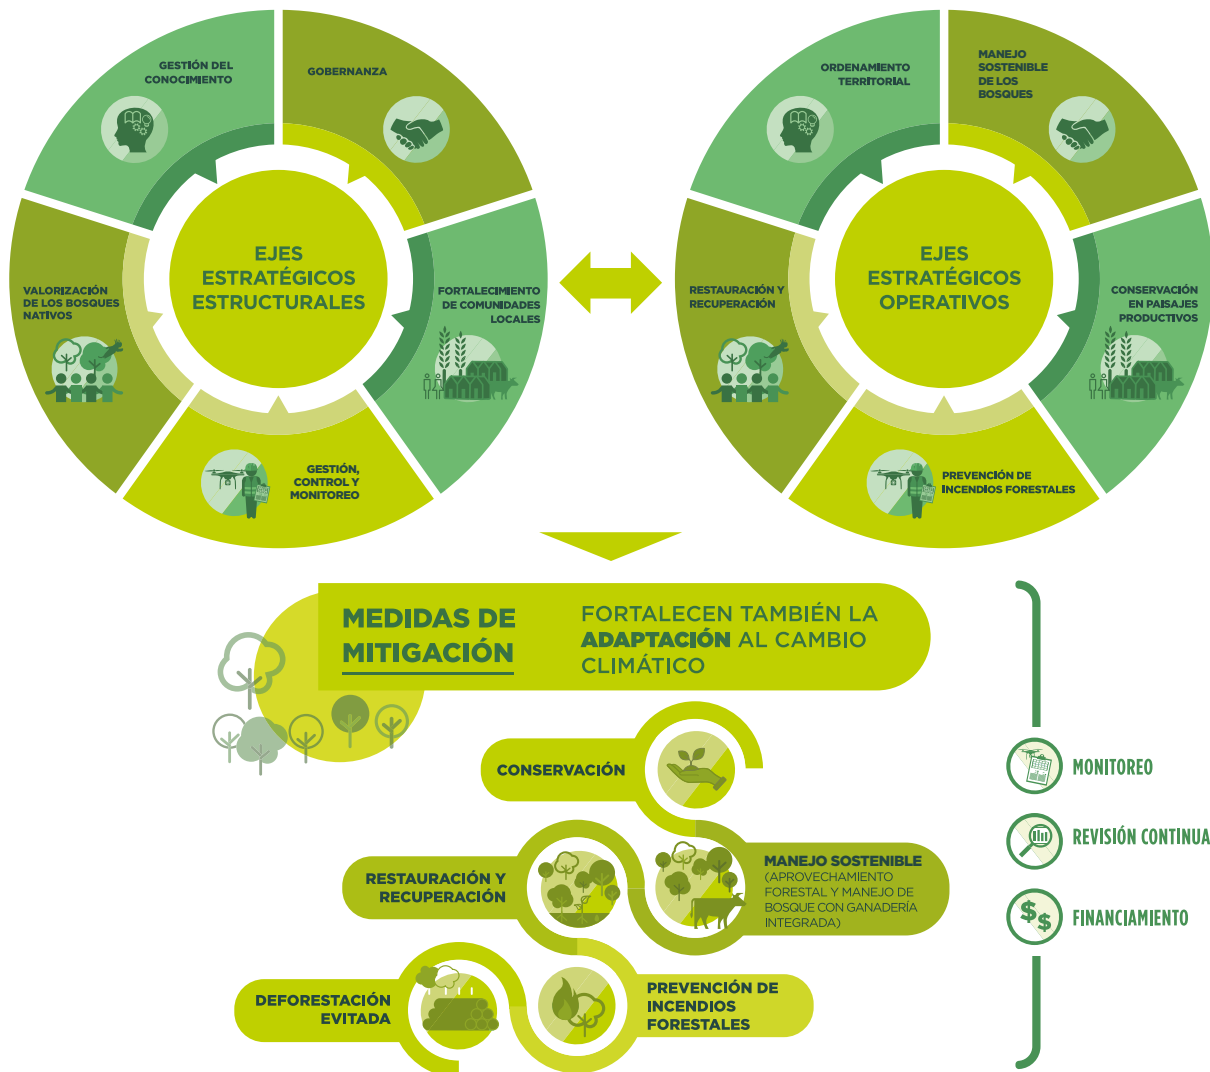 GESTIÓN DEL
CONOCIMIENTO
GOBERNANZA
FORTALECIMIENTO
DE COMUNIDADES
LOCALES
GESTIÓN,
CONTROL Y
MONITOREO
VALORIZACIÓN
DE LOS BOSQUES
NATIVOS
EJES
ESTRATÉGICOS
ESTRUCTURALES
ORDENAMIENTO
TERRITORIAL
MANEJO
SOSTENIBLE
DE LOS
BOSQUES
CONSERVACIÓN
EN PAISAJES
PRODUCTIVOS
PREVENCIÓN DE
INCENDIOS FORESTALES
RESTAURACIÓN Y
RECUPERACIÓN
EJES
ESTRATÉGICOS
OPERATIVOS
MEDIDAS DE
MITIGACIÓN
FORTALECEN TAMBIÉN LA
ADAPTACIÓN AL CAMBIO
CLIMÁTICO
CONSERVACIÓN
RESTAURACIÓN Y
RECUPERACIÓN
MANEJO SOSTENIBLE
(APROVECHAMIENTO
FORESTAL Y MANEJO DE
BOSQUE CON GANADERÍA
INTEGRADA)
DEFORESTACIÓN
EVITADA
PREVENCIÓN DE
INCENDIOS
FORESTALES
MONITOREO
REVISIÓN CONTINUA
$$
FINANCIAMIENTO